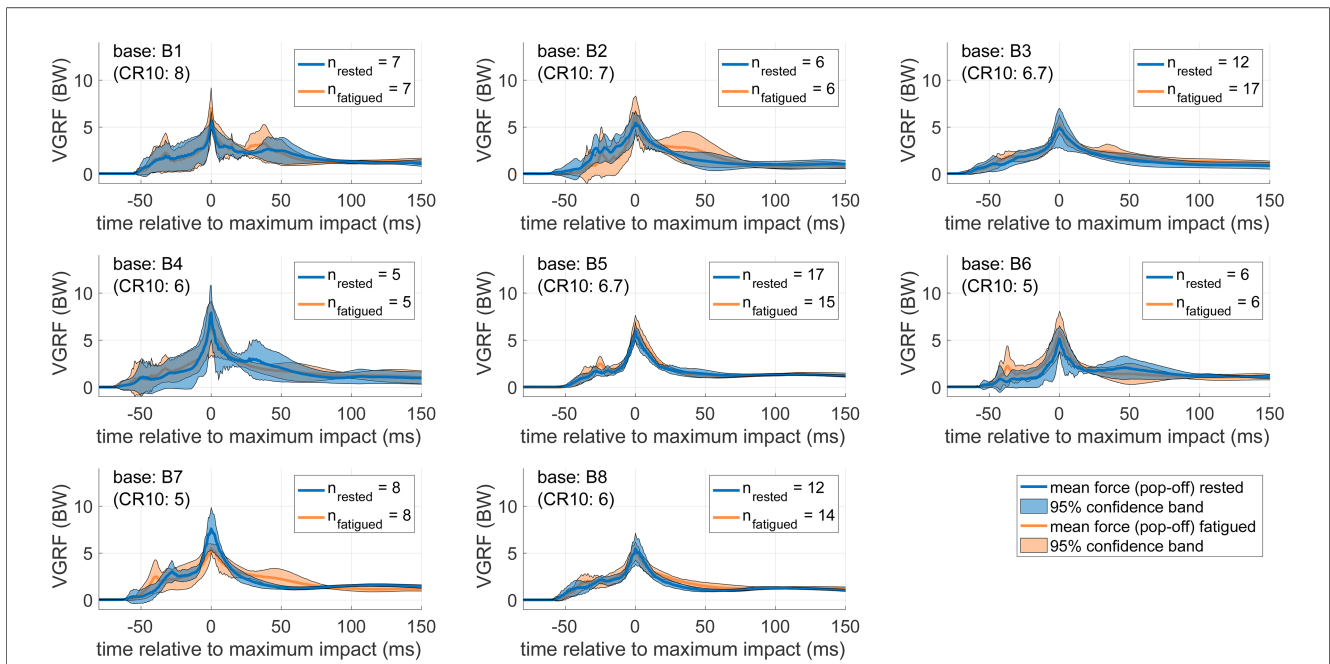 base: B1
(CR10: 8)
n_rested = 7
n_fatigued = 7
VGRF (BW)
10
5
0
-50 0 50 100 150
time relative to maximum impact (ms)
base: B2
(CR10: 7)
n_rested = 6
n_fatigued = 6
VGRF (BW)
10
5
0
-50 0 50 100 150
time relative to maximum impact (ms)
base: B3
(CR10: 6.7)
n_rested = 12
n_fatigued = 17
VGRF (BW)
10
5
0
-50 0 50 100 150
time relative to maximum impact (ms)
base: B4
(CR10: 6)
n_rested = 5
n_fatigued = 5
VGRF (BW)
10
5
0
-50 0 50 100 150
time relative to maximum impact (ms)
base: B5
(CR10: 6.7)
n_rested = 17
n_fatigued = 15
VGRF (BW)
10
5
0
-50 0 50 100 150
time relative to maximum impact (ms)
base: B6
(CR10: 5)
n_rested = 6
n_fatigued = 6
VGRF (BW)
10
5
0
-50 0 50 100 150
time relative to maximum impact (ms)
base: B7
(CR10: 5)
n_rested = 8
n_fatigued = 8
VGRF (BW)
10
5
0
-50 0 50 100 150
time relative to maximum impact (ms)
base: B8
(CR10: 6)
n_rested = 12
n_fatigued = 14
VGRF (BW)
10
5
0
-50 0 50 100 150
time relative to maximum impact (ms)
mean force (pop-off) rested
95% confidence band
mean force (pop-off) fatigued
95% confidence band